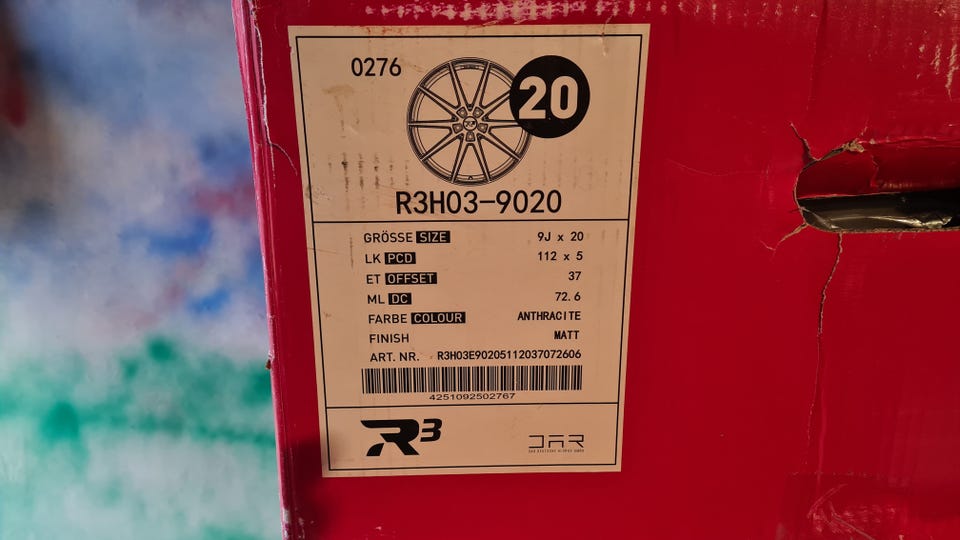 0276
20
R3H03-9020
GRÖSSE SIZE 9J x 20
LK PCD 112 x 5
ET OFFSET 37
ML DC 72.6
FARBE COLOUR ANTHRACITE
FINISH MATT
ART. NR. R3H03E90205112037072606
4251092502767
R3
DAR